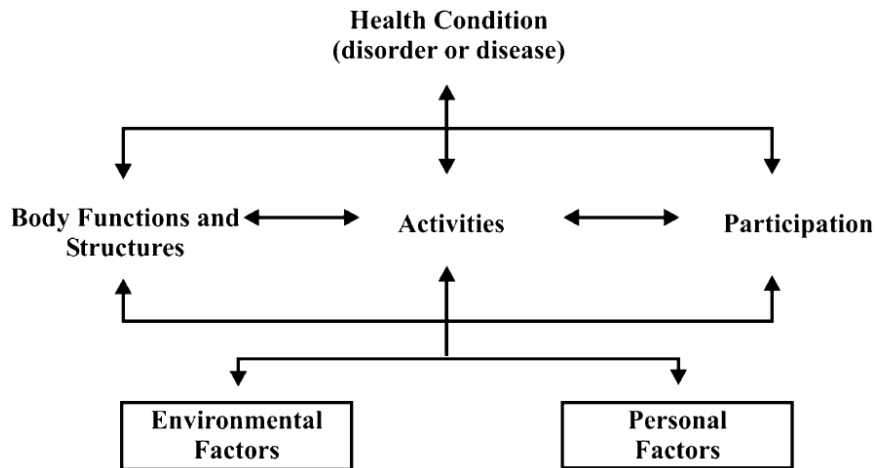 Health Condition
(disorder or disease)
Body Functions and
Structures
Activities
Participation
Environmental
Factors
Personal
Factors